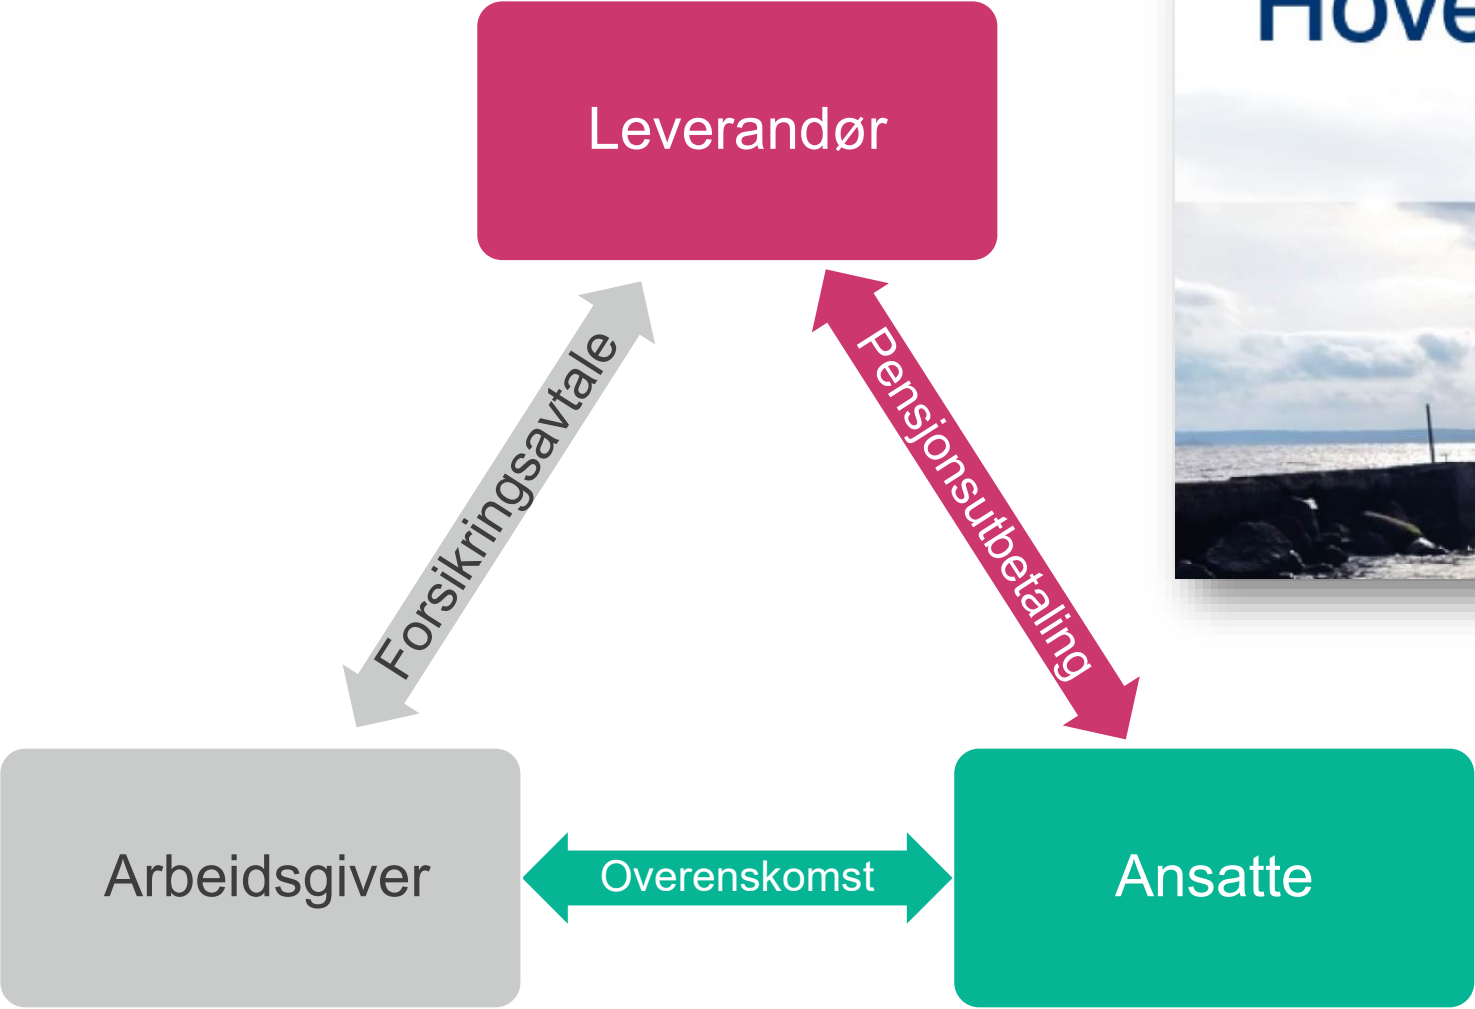 Leverandør
Forsikringsavtale
Pensjonsutbetaling
Arbeidsgiver
Overenskomst
Ansatte